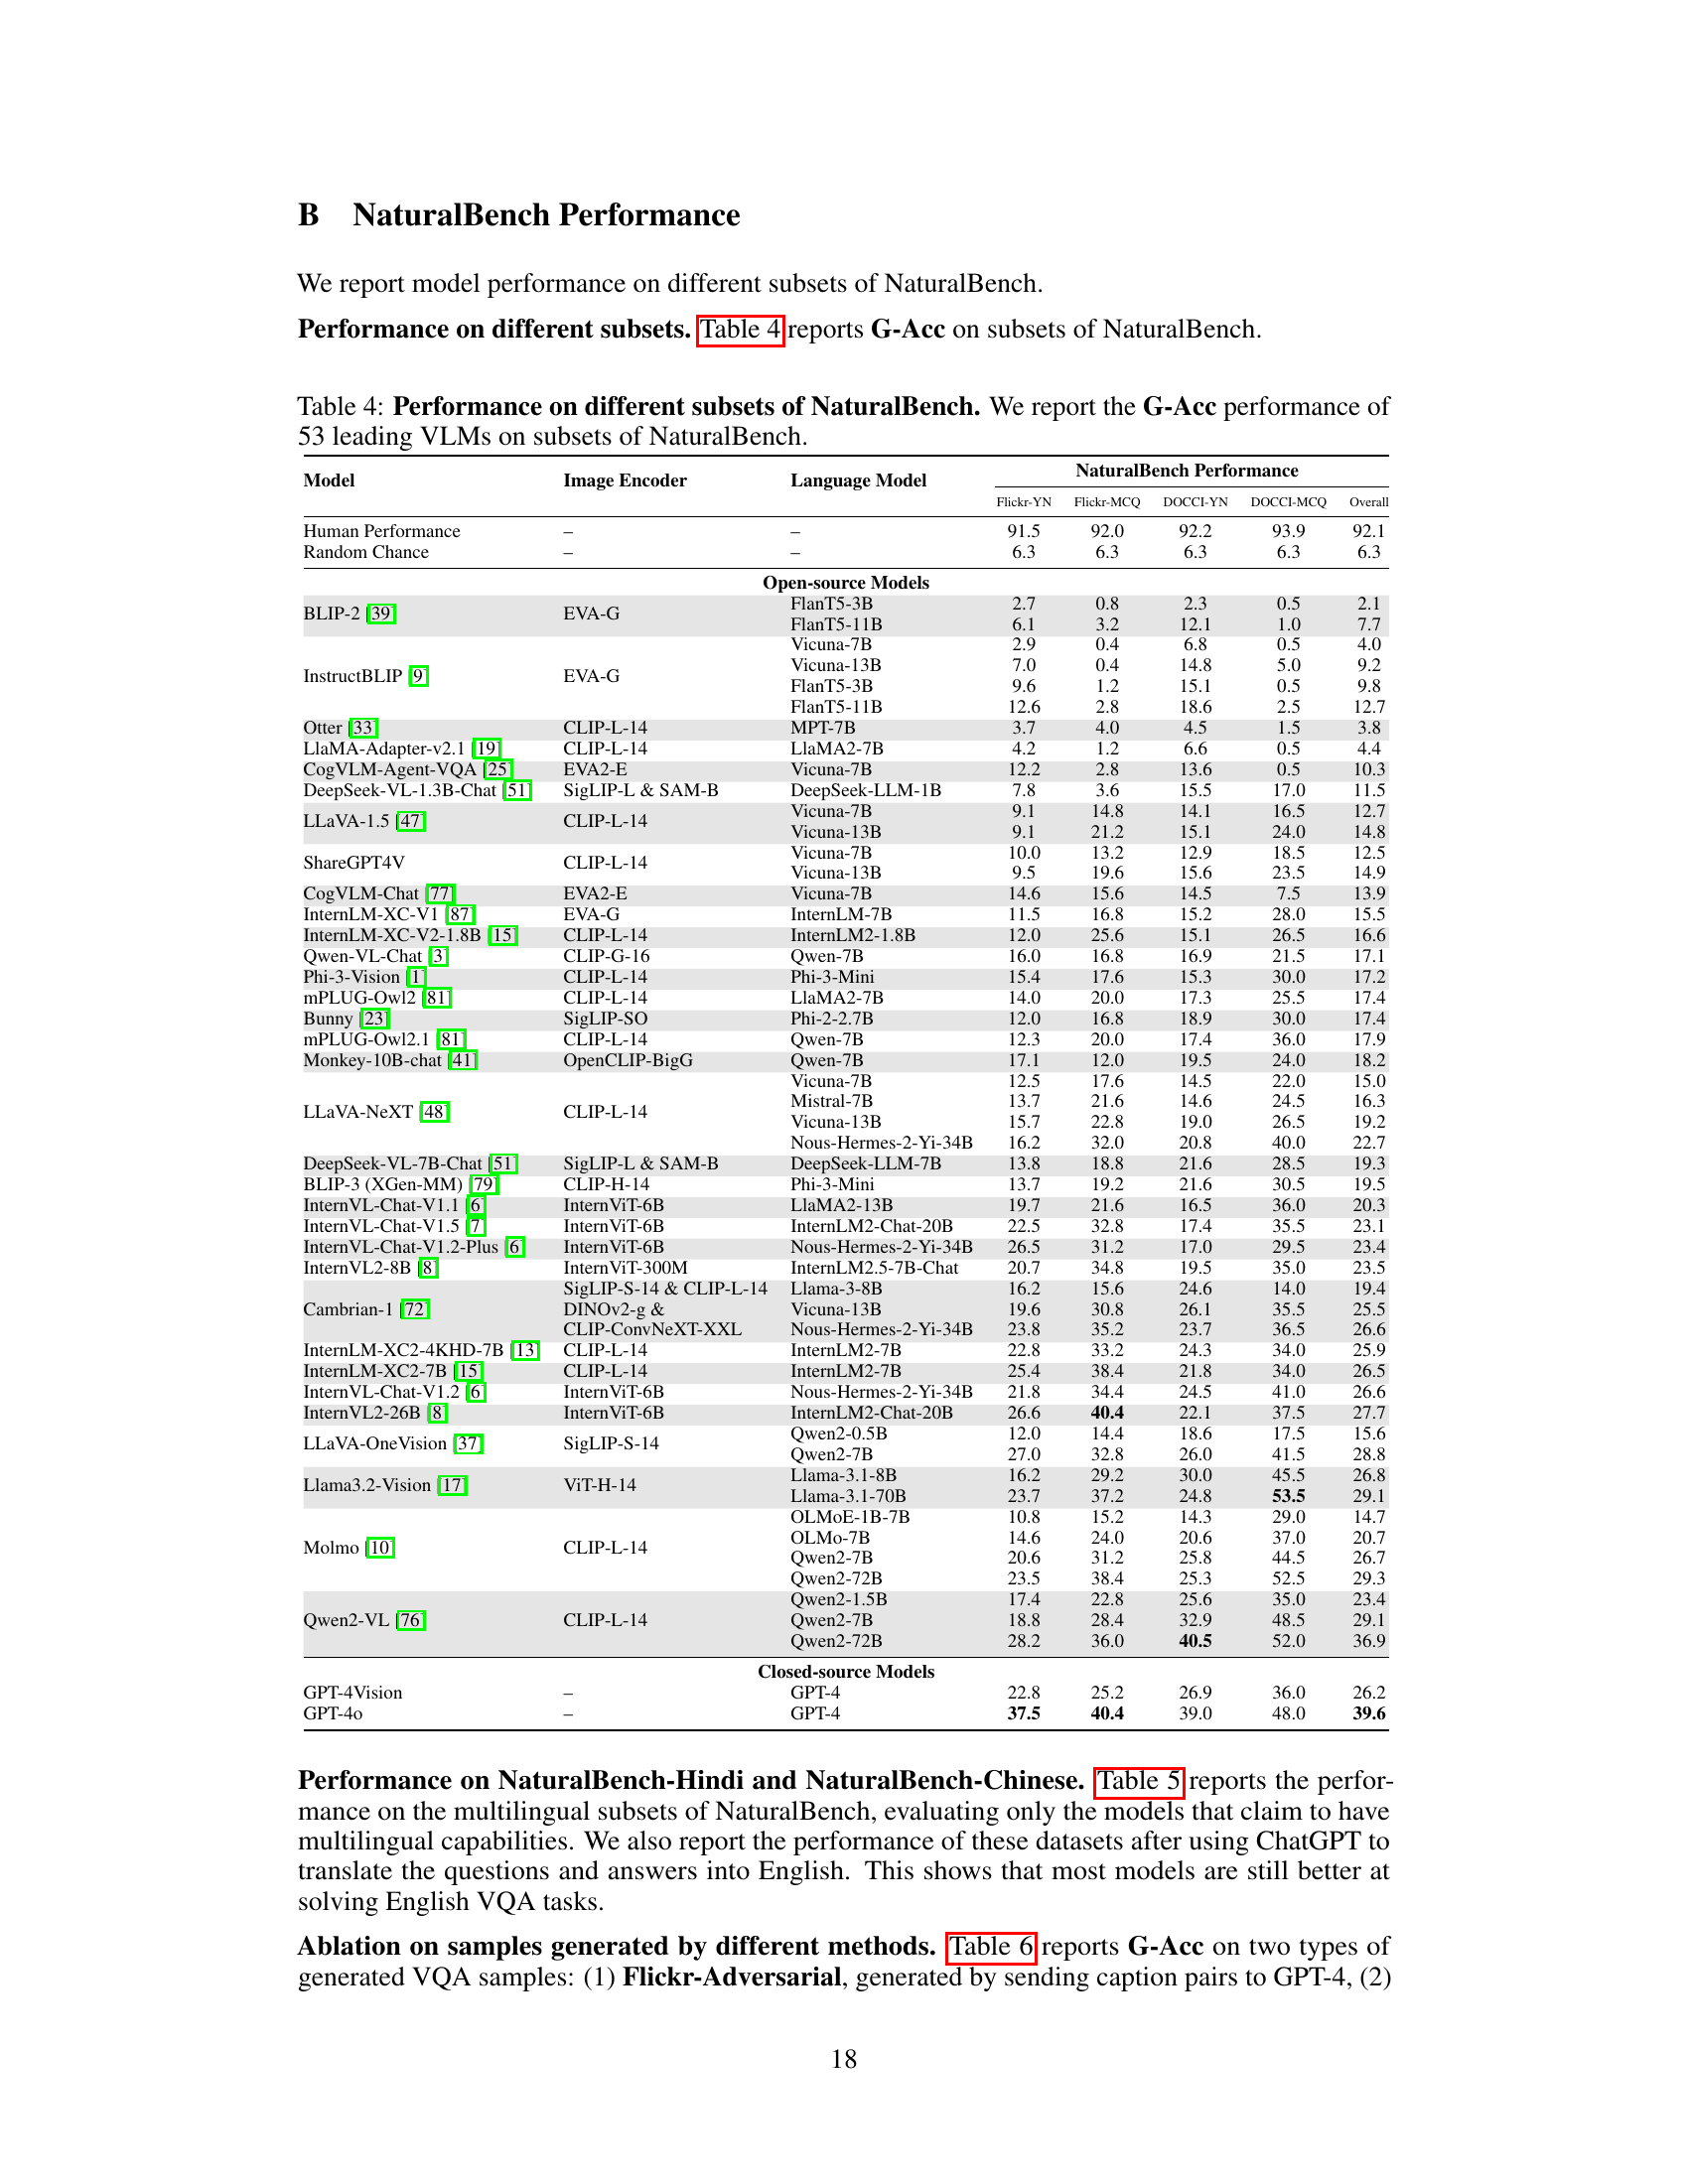 B NaturalBench Performance
We report model performance on different subsets of NaturalBench.
Performance on different subsets. Table 4 reports G-Acc on subsets of NaturalBench.
Table 4: Performance on different subsets of NaturalBench. We report the G-Acc performance of
53 leading VLMs on subsets of NaturalBench.
Model Image Encoder Language Model NaturalBench Performance
Flickr-YN Flickr-MCQ DOCCI-YN DOCCI-MCQ Overall
Human Performance – – 91.5 92.0 92.2 93.9 92.1
Random Chance – – 6.3 6.3 6.3 6.3 6.3
Open-source Models
BLIP-2 [39] EVA-G FlanT5-3B 2.7 0.8 2.3 0.5 2.1
FlanT5-11B 6.1 3.2 12.1 1.0 7.7
InstructBLIP [9] EVA-G Vicuna-7B 2.9 0.4 6.8 0.5 4.0
Vicuna-13B 7.0 0.4 14.8 5.0 9.2
FlanT5-3B 9.6 1.2 15.1 0.5 9.8
FlanT5-11B 12.6 2.8 18.6 2.5 12.7
Otter [33] CLIP-L-14 MPT-7B 3.7 4.0 4.5 1.5 3.8
LlaMA-Adapter-v2.1 [19] CLIP-L-14 LlaMA2-7B 4.2 1.2 6.6 0.5 4.4
CogVLM-Agent-VQA [25] EVA2-E Vicuna-7B 12.2 2.8 13.6 0.5 10.3
DeepSeek-VL-1.3B-Chat [51] SigLIP-L & SAM-B DeepSeek-LLM-1B 7.8 3.6 15.5 17.0 11.5
LLaVA-1.5 [47] CLIP-L-14 Vicuna-7B 9.1 14.8 14.1 16.5 12.7
Vicuna-13B 9.1 21.2 15.1 24.0 14.8
ShareGPT4V CLIP-L-14 Vicuna-7B 10.0 13.2 12.9 18.5 12.5
Vicuna-13B 9.5 19.6 15.6 23.5 14.9
CogVLM-Chat [77] EVA2-E Vicuna-7B 14.6 15.6 14.5 7.5 13.9
InternLM-XC-V1 [87] EVA-G InternLM-7B 11.5 16.8 15.2 28.0 15.5
InternLM-XC-V2-1.8B [15] CLIP-L-14 InternLM2-1.8B 12.0 25.6 15.1 26.5 16.6
Qwen-VL-Chat [3] CLIP-G-16 Qwen-7B 16.0 16.8 16.9 21.5 17.1
Phi-3-Vision [1] CLIP-L-14 Phi-3-Mini 15.4 17.6 15.3 30.0 17.2
mPLUG-Owl2 [81] CLIP-L-14 LlaMA2-7B 14.0 20.0 17.3 25.5 17.4
Bunny [23] SigLIP-SO Phi-2-2.7B 12.0 16.8 18.9 30.0 17.4
mPLUG-Owl2.1 [81] CLIP-L-14 Qwen-7B 12.3 20.0 17.4 36.0 17.9
Monkey-10B-chat [41] OpenCLIP-BigG Qwen-7B 17.1 12.0 19.5 24.0 18.2
LLaVA-NeXT [48] CLIP-L-14 Vicuna-7B 12.5 17.6 14.5 22.0 15.0
Mistral-7B 13.7 21.6 14.6 24.5 16.3
Vicuna-13B 15.7 22.8 19.0 26.5 19.2
Nous-Hermes-2-Yi-34B 16.2 32.0 20.8 40.0 22.7
DeepSeek-VL-7B-Chat [51] SigLIP-L & SAM-B DeepSeek-LLM-7B 13.8 18.8 21.6 28.5 19.3
BLIP-3 (XGen-MM) [79] CLIP-H-14 Phi-3-Mini 13.7 19.2 21.6 30.5 19.5
InternVL-Chat-V1.1 [6] InternViT-6B LlaMA2-13B 19.7 21.6 16.5 36.0 20.3
InternVL-Chat-V1.5 [7] InternViT-6B InternLM2-Chat-20B 22.5 32.8 17.4 35.5 23.1
InternVL-Chat-V1.2-Plus [6] InternViT-6B Nous-Hermes-2-Yi-34B 26.5 31.2 17.0 29.5 23.4
InternVL2-8B [8] InternViT-300M InternLM2.5-7B-Chat 20.7 34.8 19.5 35.0 23.5
Cambrian-1 [72] SigLIP-S-14 & CLIP-L-14 Llama-3-8B 16.2 15.6 24.6 14.0 19.4
DINOv2-g & Vicuna-13B 19.6 30.8 26.1 35.5 25.5
CLIP-ConvNeXT-XXL Nous-Hermes-2-Yi-34B 23.8 35.2 23.7 36.5 26.6
InternLM-XC2-4KHD-7B [13] CLIP-L-14 InternLM2-7B 22.8 33.2 24.3 34.0 25.9
InternLM-XC2-7B [15] CLIP-L-14 InternLM2-7B 25.4 38.4 21.8 34.0 26.5
InternVL-Chat-V1.2 [6] InternViT-6B Nous-Hermes-2-Yi-34B 21.8 34.4 24.5 41.0 26.6
InternVL2-26B [8] InternViT-6B InternLM2-Chat-20B 26.6 40.4 22.1 37.5 27.7
LLaVA-OneVision [37] SigLIP-S-14 Qwen2-0.5B 12.0 14.4 18.6 17.5 15.6
Qwen2-7B 27.0 32.8 26.0 41.5 28.8
Llama3.2-Vision [17] ViT-H-14 Llama-3.1-8B 16.2 29.2 30.0 45.5 26.8
Llama-3.1-70B 23.7 37.2 24.8 53.5 29.1
Molmo [10] CLIP-L-14 OLMoE-1B-7B 10.8 15.2 14.3 29.0 14.7
OLMo-7B 14.6 24.0 20.6 37.0 20.7
Qwen2-7B 20.6 31.2 25.8 44.5 26.7
Qwen2-72B 23.5 38.4 25.3 52.5 29.3
Qwen2-VL [76] CLIP-L-14 Qwen2-1.5B 17.4 22.8 25.6 35.0 23.4
Qwen2-7B 18.8 28.4 32.9 48.5 29.1
Qwen2-72B 28.2 36.0 40.5 52.0 36.9
Closed-source Models
GPT-4Vision – GPT-4 22.8 25.2 26.9 36.0 26.2
GPT-4o – GPT-4 37.5 40.4 39.0 48.0 39.6
Performance on NaturalBench-Hindi and NaturalBench-Chinese. Table 5 reports the perfor-
mance on the multilingual subsets of NaturalBench, evaluating only the models that claim to have
multilingual capabilities. We also report the performance of these datasets after using ChatGPT to
translate the questions and answers into English. This shows that most models are still better at
solving English VQA tasks.
Ablation on samples generated by different methods. Table 6 reports G-Acc on two types of
generated VQA samples: (1) Flickr-Adversarial, generated by sending caption pairs to GPT-4, (2)
18